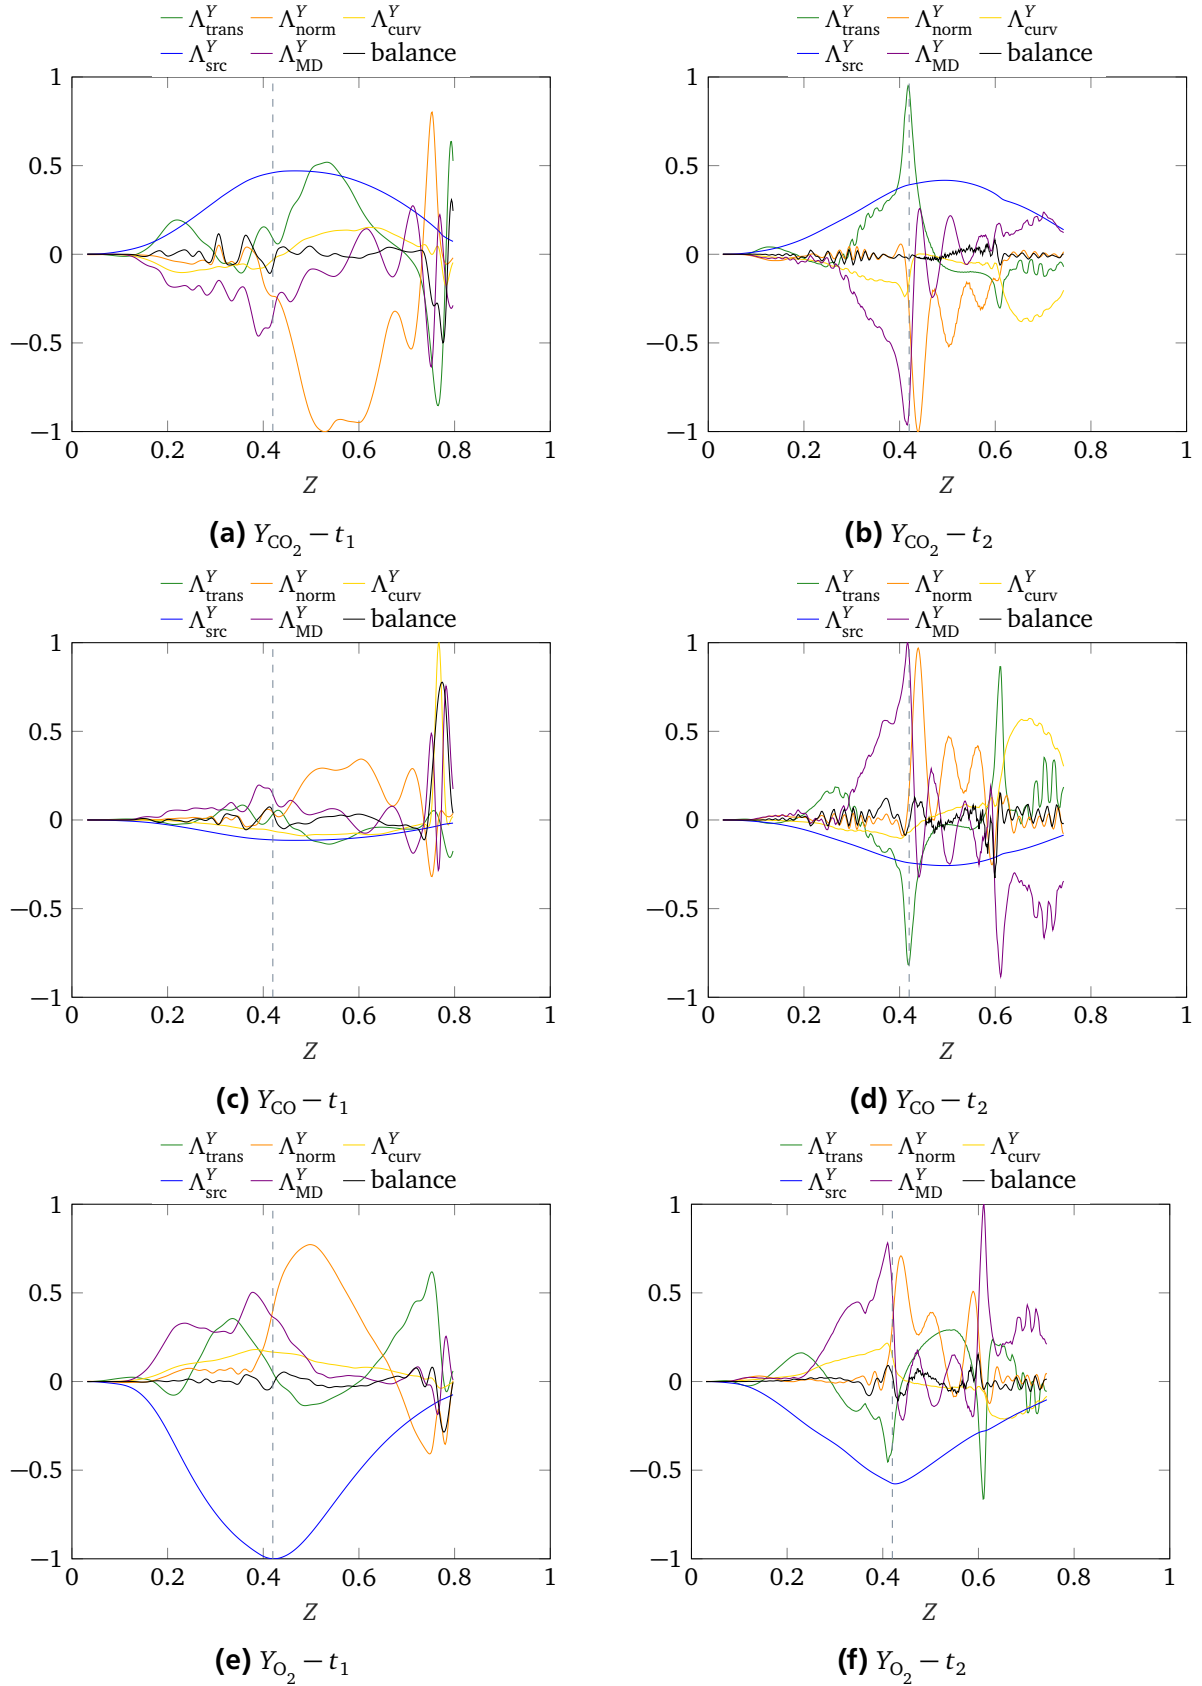 Λ^Y_trans Λ^Y_norm Λ^Y_curv Λ^Y_trans Λ^Y_norm Λ^Y_curv
Λ^Y_src Λ^Y_MD balance Λ^Y_src Λ^Y_MD balance
1 1
0.5 0.5
0 0
−0.5 −0.5
−1 −1
0 0.2 0.4 0.6 0.8 1 0 0.2 0.4 0.6 0.8 1
Z Z
(a) Y_CO₂ − t₁ (b) Y_CO₂ − t₂
Λ^Y_trans Λ^Y_norm Λ^Y_curv Λ^Y_trans Λ^Y_norm Λ^Y_curv
Λ^Y_src Λ^Y_MD balance Λ^Y_src Λ^Y_MD balance
1 1
0.5 0.5
0 0
−0.5 −0.5
−1 −1
0 0.2 0.4 0.6 0.8 1 0 0.2 0.4 0.6 0.8 1
Z Z
(c) Y_CO − t₁ (d) Y_CO − t₂
Λ^Y_trans Λ^Y_norm Λ^Y_curv Λ^Y_trans Λ^Y_norm Λ^Y_curv
Λ^Y_src Λ^Y_MD balance Λ^Y_src Λ^Y_MD balance
1 1
0.5 0.5
0 0
−0.5 −0.5
−1 −1
0 0.2 0.4 0.6 0.8 1 0 0.2 0.4 0.6 0.8 1
Z Z
(e) Y_O₂ − t₁ (f) Y_O₂ − t₂